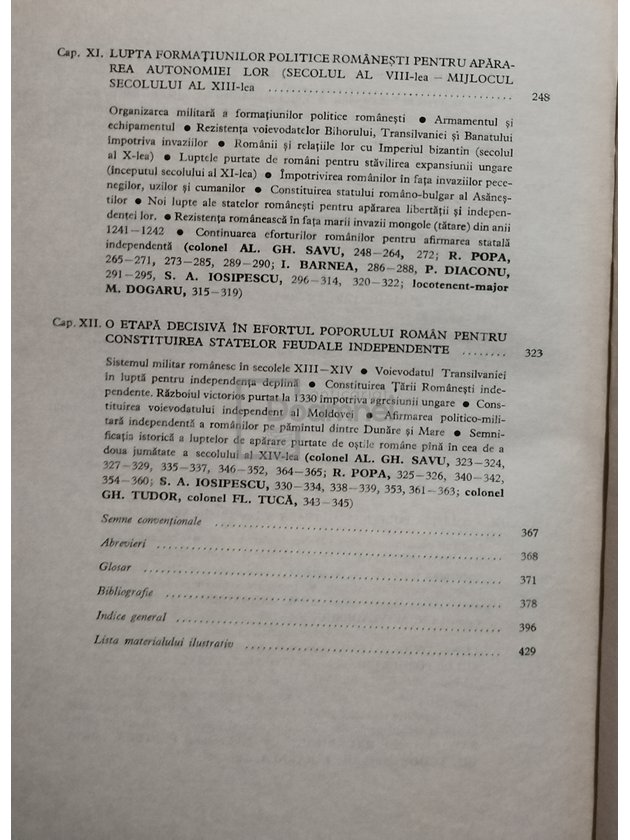 Cap. XI. LUPTA FORMAȚIUNILOR POLITICE ROMÂNEȘTI PENTRU APĂRA-
REA AUTONOMIEI LOR (SECOLUL AL VIII-lea – MIJLOCUL
SECOLULUI AL XIII-lea ........................................ 248
Organizarea militară a formațiunilor politice românești ● Armamentul și
echipamentul ● Rezistența voievodatelor Bihorului, Transilvaniei și Banatului
împotriva invaziilor ● Românii și relațiile lor cu Imperiul bizantin (secolul
al X-lea) ● Luptele purtate de români pentru stăvilirea expansiunii ungare
(începutul secolului al XI-lea) ● Împotrivirea românilor în fața invaziilor pece-
negilor, uzilor și cumanilor ● Constituirea statului româno-bulgar al Asăneș-
tilor ● Noi lupte ale statelor românești pentru apărarea libertății și indepen-
denței lor. ● Rezistența românească în fața marii invazii mongole (tătare) din anii
1241–1242 ● Continuarea eforturilor românilor pentru afirmarea statală
independentă (colonel AL. GH. SAVU, 248–264, 272; R. POPA,
265–271, 273–285, 289–290; I. BARNEA, 286–288, P. DIACONU,
291–295, S. A. IOSIPESCU, 296–314, 320–322; locotenent-major
M. DOGARU, 315–319)
Cap. XII. O ETAPĂ DECISIVĂ ÎN EFORTUL POPORULUI ROMÂN PENTRU
CONSTITUIREA STATELOR FEUDALE INDEPENDENTE ........ 323
Sistemul militar românesc în secolele XIII–XIV ● Voievodatul Transilvaniei
în luptă pentru independența deplină ● Constituirea Țării Românești inde-
pendente. Războiul victorios purtat la 1330 împotriva agresiunii ungare ● Cons-
tituirea voievodatului independent al Moldovei ● Afirmarea politico-mili-
tară independentă a românilor pe pămîntul dintre Dunăre și Mare ● Semni-
ficația istorică a luptelor de apărare purtate de oștile române pînă în cea de a
doua jumătate a secolului al XIV-lea (colonel AL. GH. SAVU, 323–324,
327–329, 335–337, 346–352, 364–365; R. POPA, 325–326, 340–342,
354–360; S. A. IOSIPESCU, 330–334, 338–339, 353, 361–363; colonel
GH. TUDOR, colonel FL. TUCĂ, 343–345)
Semne convenționale ........................................ 367
Abrevieri ........................................ 368
Glosar ........................................ 371
Bibliografie ........................................ 378
Indice general ........................................ 396
Lista materialului ilustrativ ........................................ 429